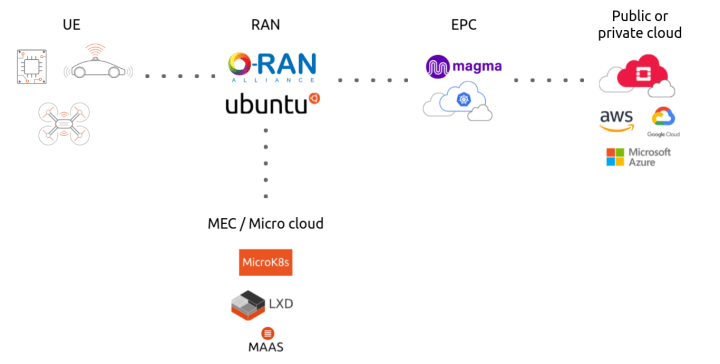 UE
RAN
EPC
Public or
private cloud
O-RAN
ALLIANCE
ubuntu
magma
aws
Google Cloud
Microsoft
Azure
MEC / Micro cloud
MicroK8s
LXD
MAAS